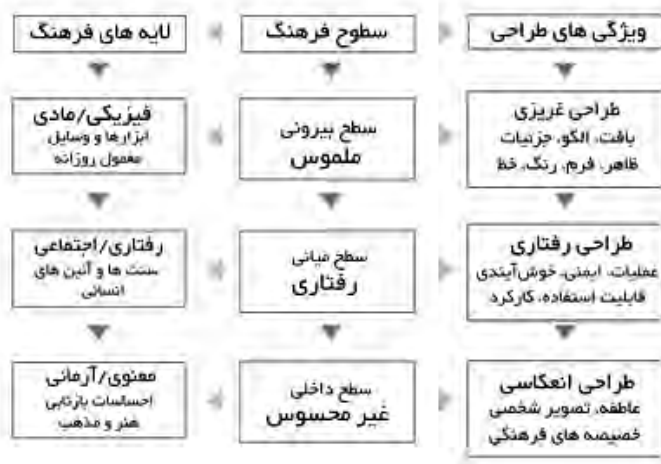 ویژگی های طراحی
سطوح فرهنگ
لایه های فرهنگ
طراحی غریزی
بافت، الگو، جزئیات
ظاهر، فرم، رنگ، خط
سطح بیرونی
ملموس
فیزیکی/مادی
ابزارها و وسایل
معمول روزانه
طراحی رفتاری
عملیات، ایمنی، خوش‌آیندی
قابلیت استفاده، کارکرد
سطح میانی
رفتاری
رفتاری/اجتماعی
سنت ها و آئین های
انسانی
طراحی انعکاسی
عاطفه، تصویر شخصی
خصیصه های فرهنگی
سطح داخلی
غیر محسوس
معنوی/آرمانی
احساسات بازتابی
هنر و مذهب